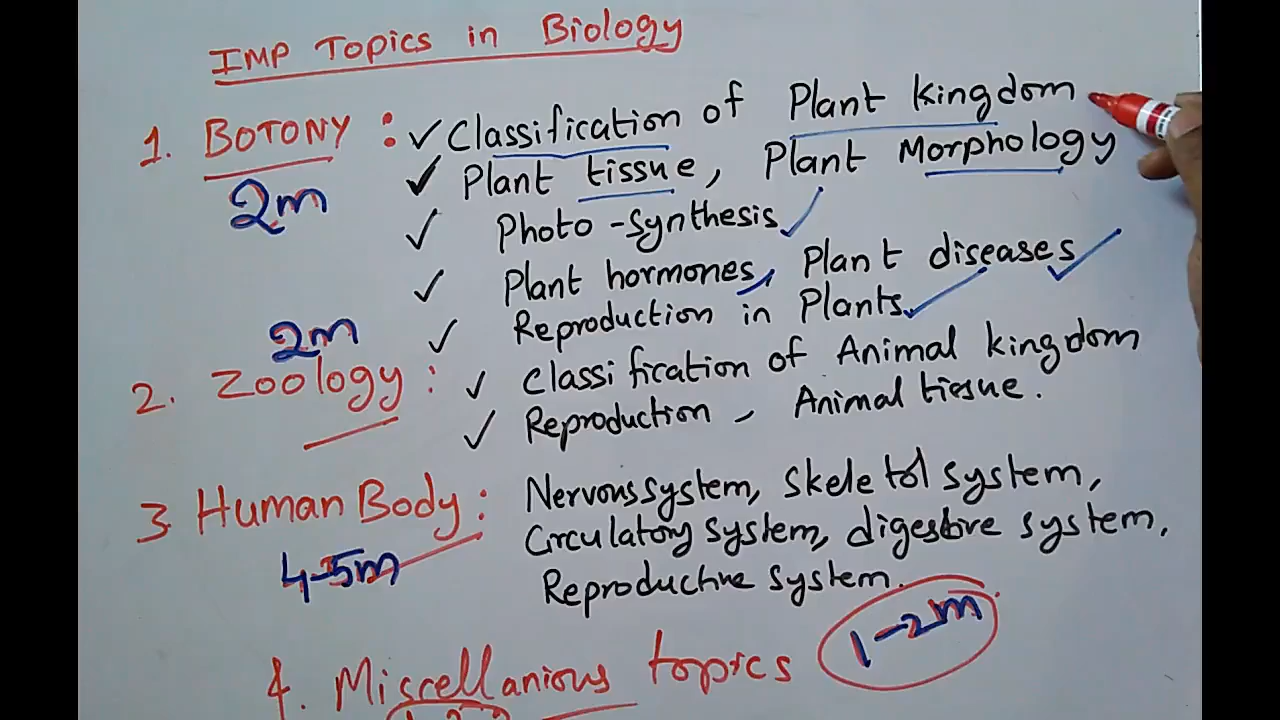 IMP Topics in Biology
1. BOTONY : ✓ Classification of Plant kingdom
✓ Plant tissue, Plant Morphology
2m
✓ Photo-synthesis ✓
✓ Plant hormones, Plant diseases ✓
✓ Reproduction in Plants ✓
2m
2. Zoology : ✓ Classification of Animal kingdom
✓ Reproduction, Animal tissue.
3 Human Body : Nervous system, Skeletol system,
Circulatory system, digestive system,
4-5m
Reproductive system.
1-2m
4. Miscellanious topics